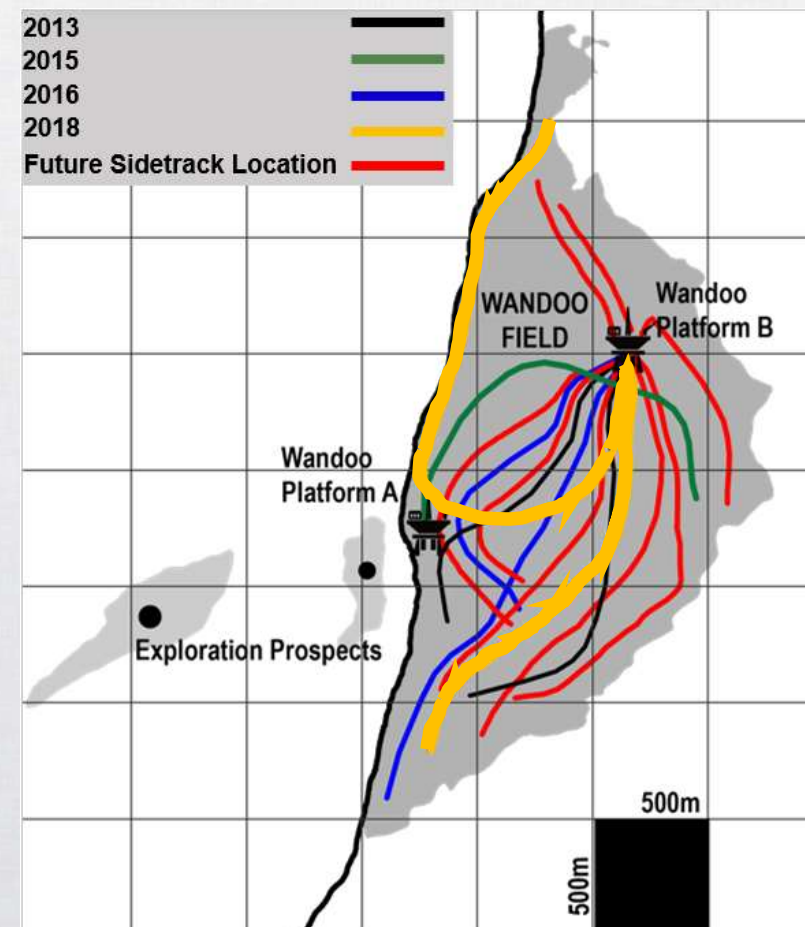 2013
2015
2016
2018
Future Sidetrack Location
WANDOO
FIELD
Wandoo
Platform B
Wandoo
Platform A
Exploration Prospects
500m
500m